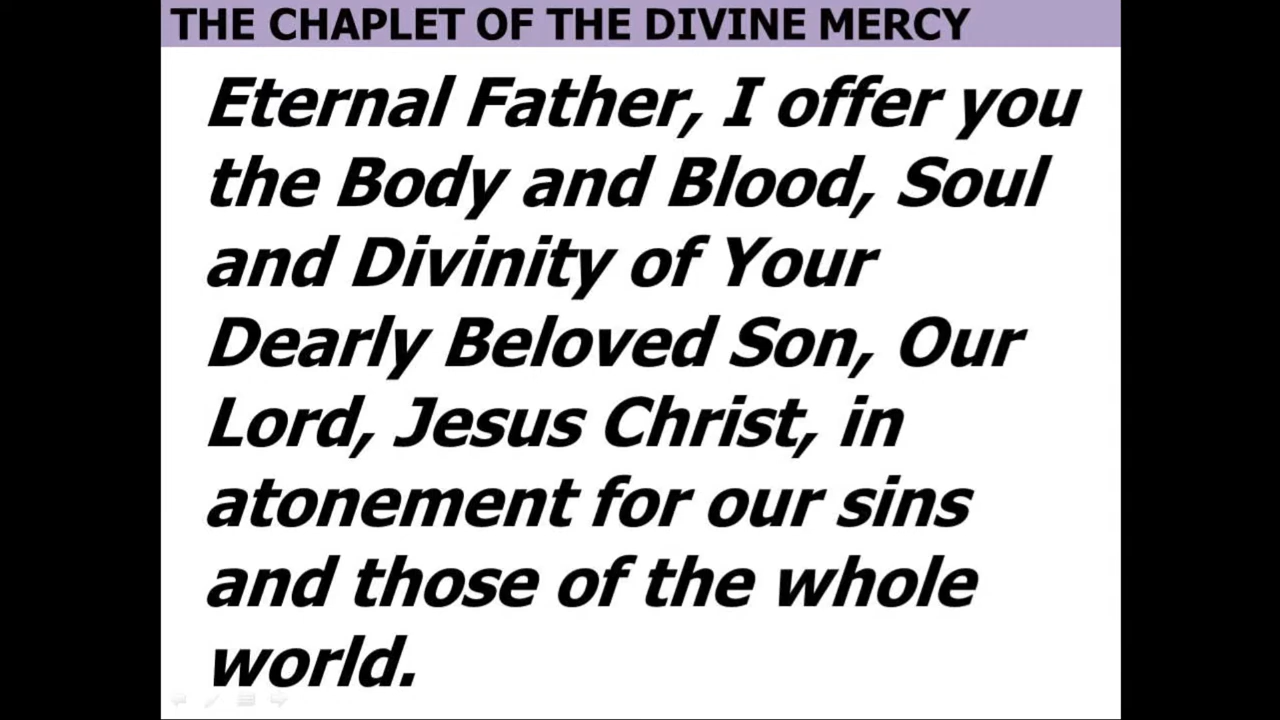 THE CHAPLET OF THE DIVINE MERCY
Eternal Father, I offer you
the Body and Blood, Soul
and Divinity of Your
Dearly Beloved Son, Our
Lord, Jesus Christ, in
atonement for our sins
and those of the whole
world.